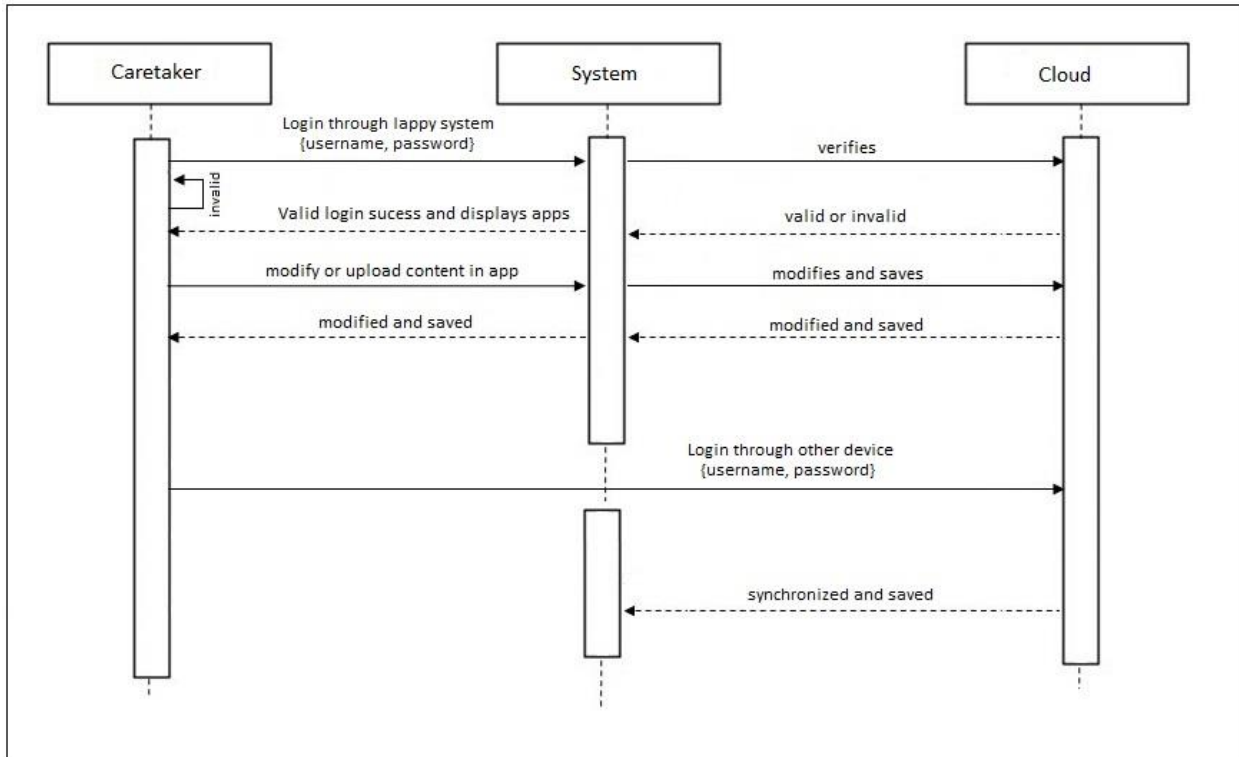 Caretaker
System
Cloud
Login through lappy system
{username, password}
verifies
invalid
Valid login sucess and displays apps
valid or invalid
modify or upload content in app
modifies and saves
modified and saved
modified and saved
Login through other device
{username, password}
synchronized and saved